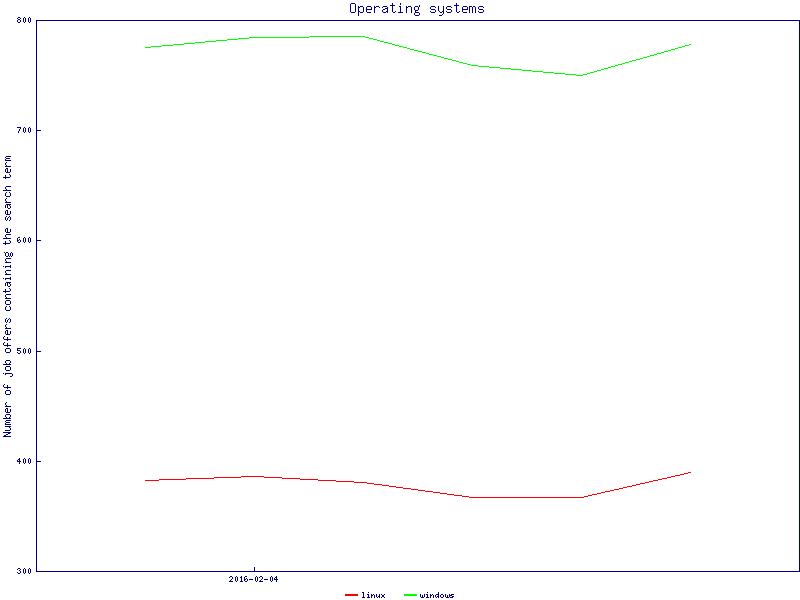 Operating systems
800
700
600
500
400
300
Number of job offers containing the search term
2016-02-04
linux
windows